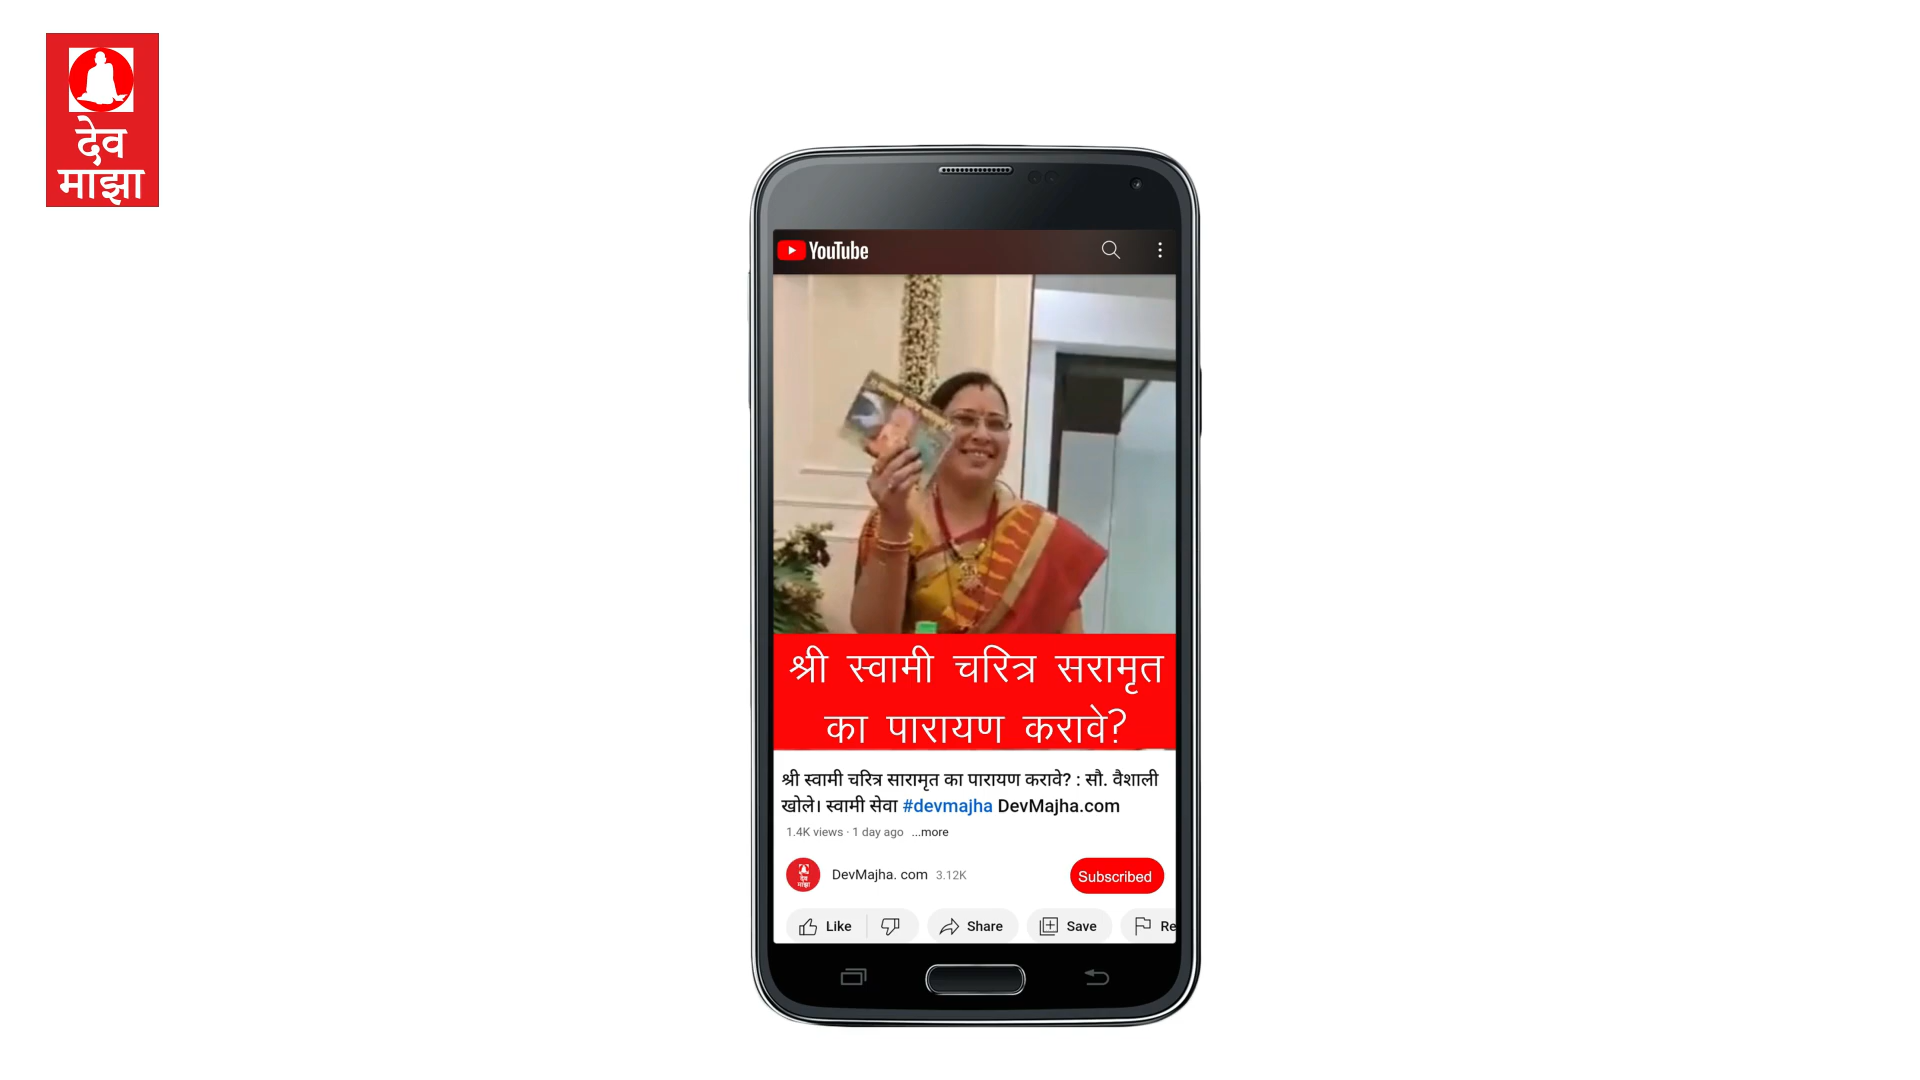 देव
माझा
YouTube
श्री स्वामी चरित्र सरामृत
का पारायण करावे?
श्री स्वामी चरित्र सारामृत का पारायण करावे? : सौ. वैशाली
खोले। स्वामी सेवा #devmajha DevMajha.com
1.4K views · 1 day ago ...more
देव
माझा
DevMajha. com 3.12K
Subscribed
Like Share Save Re